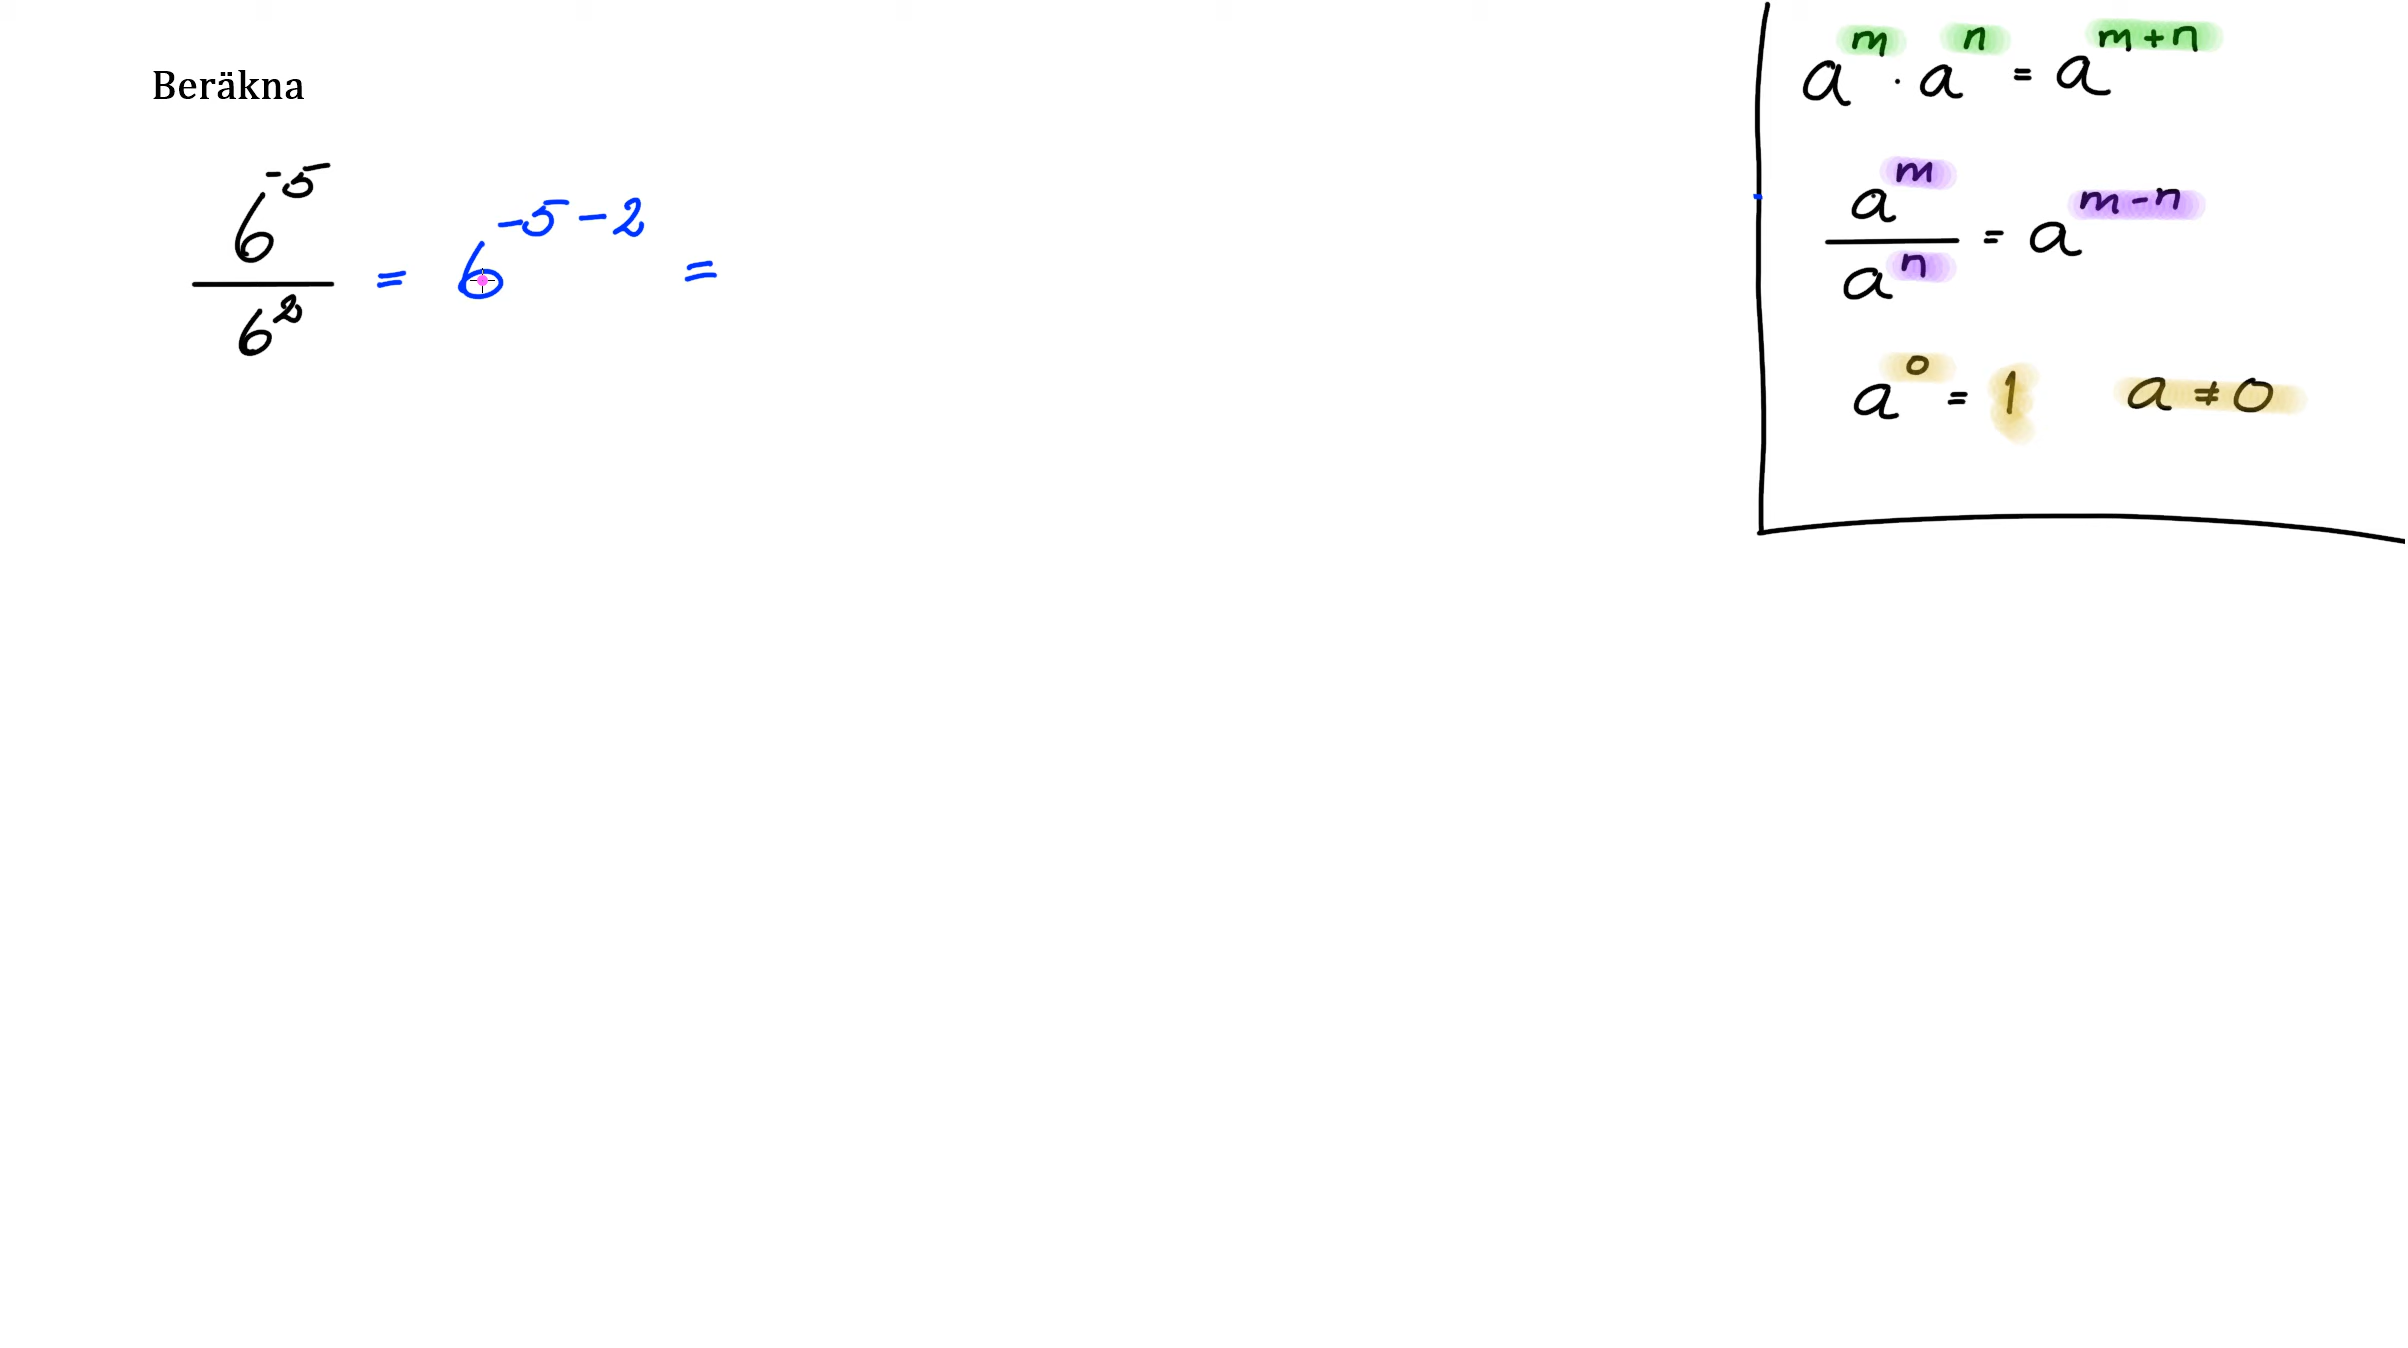 Beräkna
6^-5 / 6^2 = 6^-5-2 =
a^m · a^n = a^m+n
a^m / a^n = a^m-n
a^0 = 1 a ≠ 0